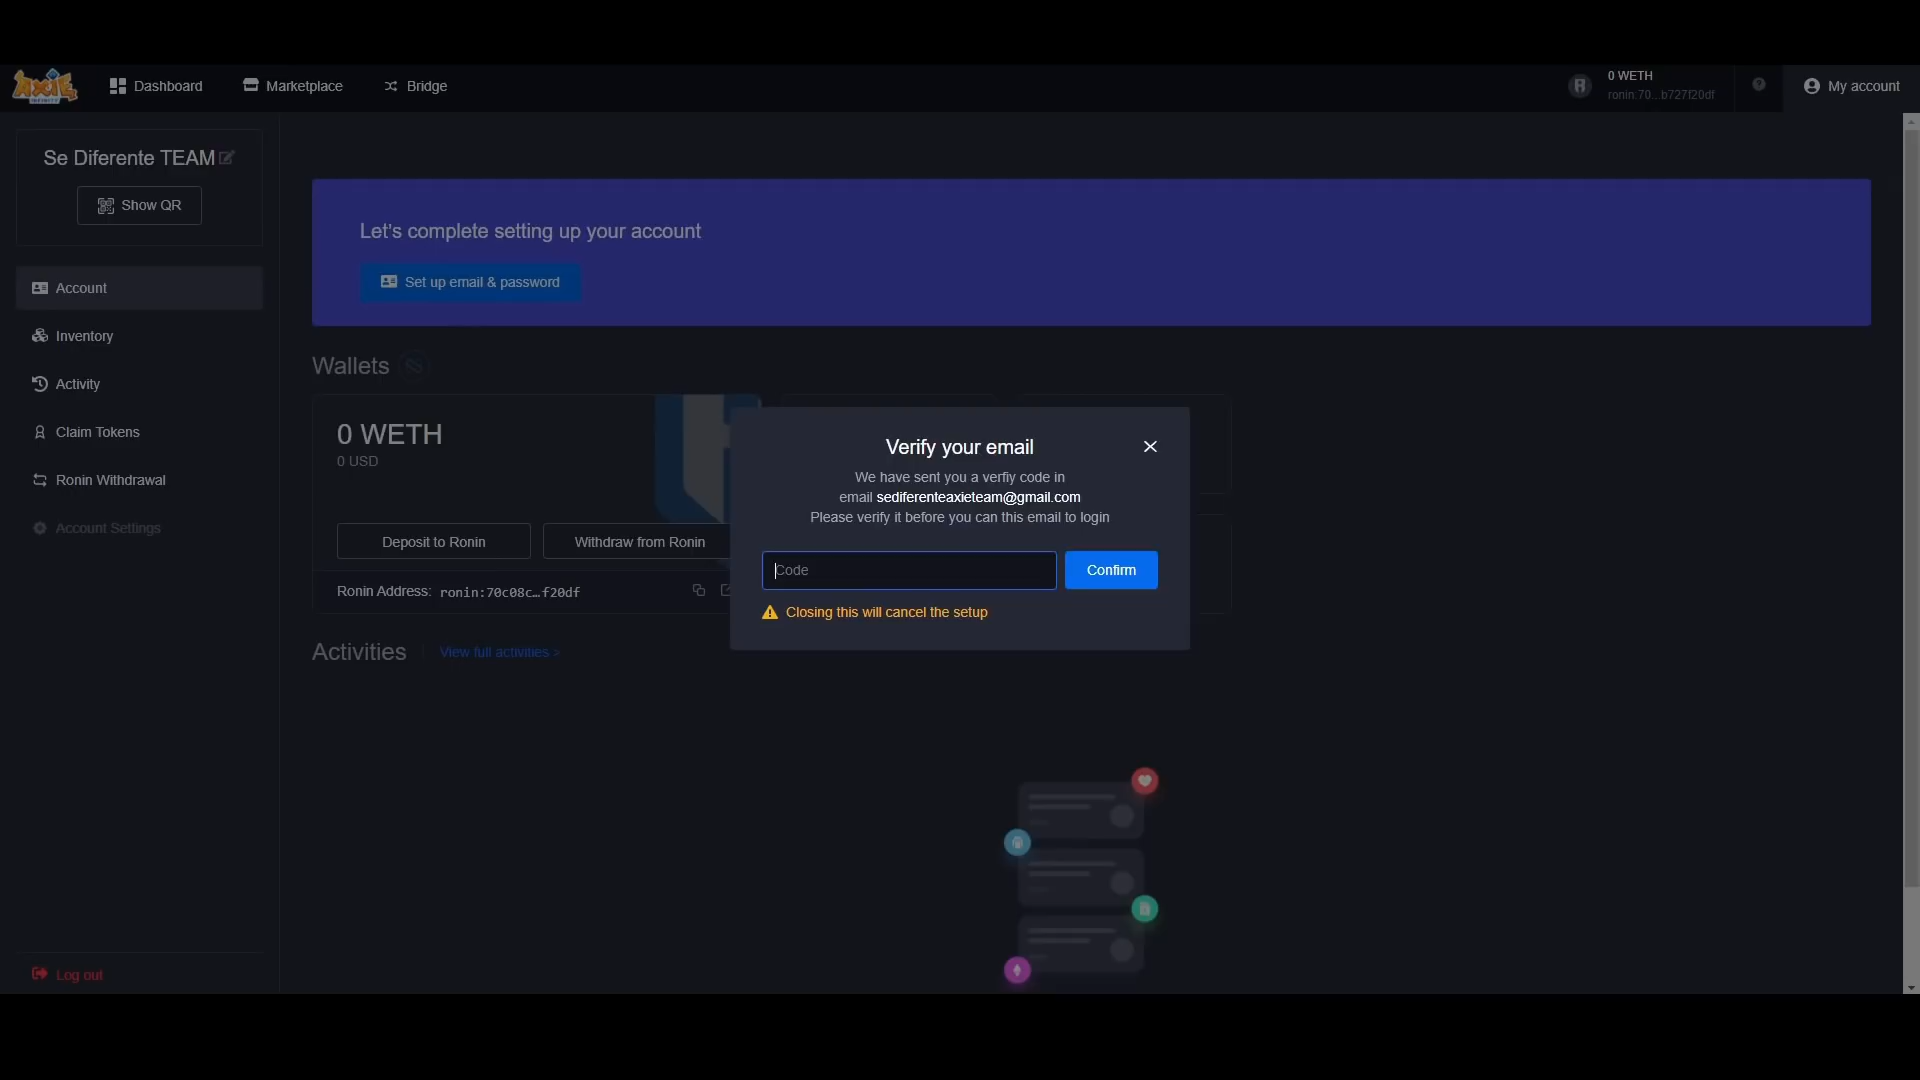 AXIE
INFINITY
Dashboard
Marketplace
Bridge
0 WETH
ronin:70...b727f20df
My account
Se Diferente TEAM
Show QR
Account
Inventory
Activity
Claim Tokens
Ronin Withdrawal
Account Settings
Log out
Let's complete setting up your account
Set up email & password
Wallets
0 WETH
0 USD
Deposit to Ronin
Withdraw from Ronin
Ronin Address: ronin:70c08c…f20df
Activities
View full activities >
Verify your email
We have sent you a verfiy code in
email sediferenteaxieteam@gmail.com
Please verify it before you can this email to login
Code
Confirm
Closing this will cancel the setup